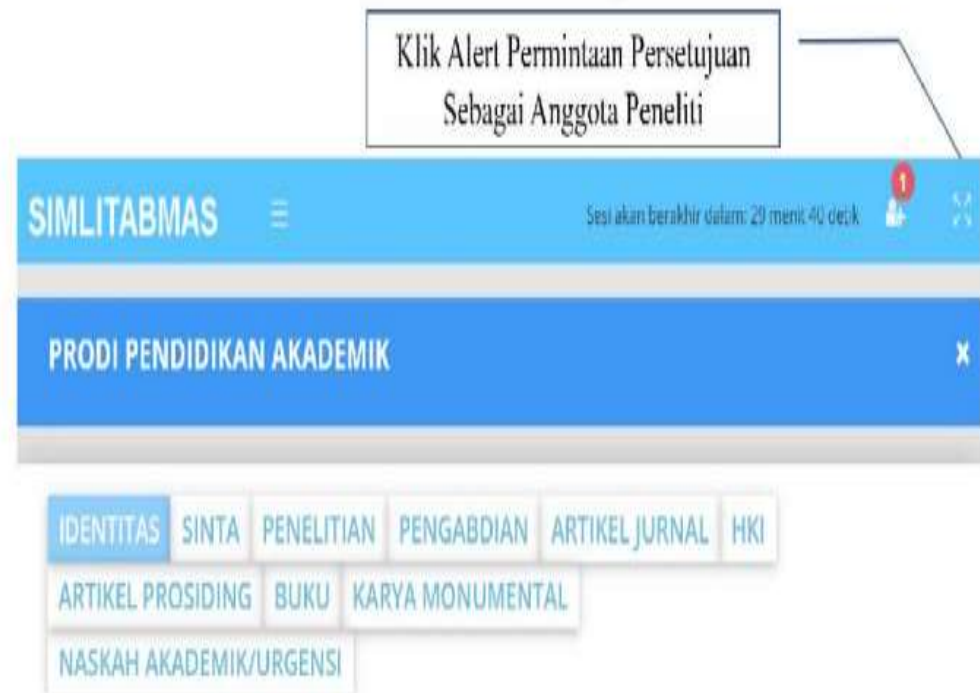 Klik Alert Permintaan Persetujuan
Sebagai Anggota Peneliti
SIMLITABMAS
Sesi akan berakhir dalam: 29 menit 40 detik
1
PRODI PENDIDIKAN AKADEMIK
IDENTITAS SINTA PENELITIAN PENGABDIAN ARTIKEL JURNAL HKI
ARTIKEL PROSIDING BUKU KARYA MONUMENTAL
NASKAH AKADEMIK/URGENSI